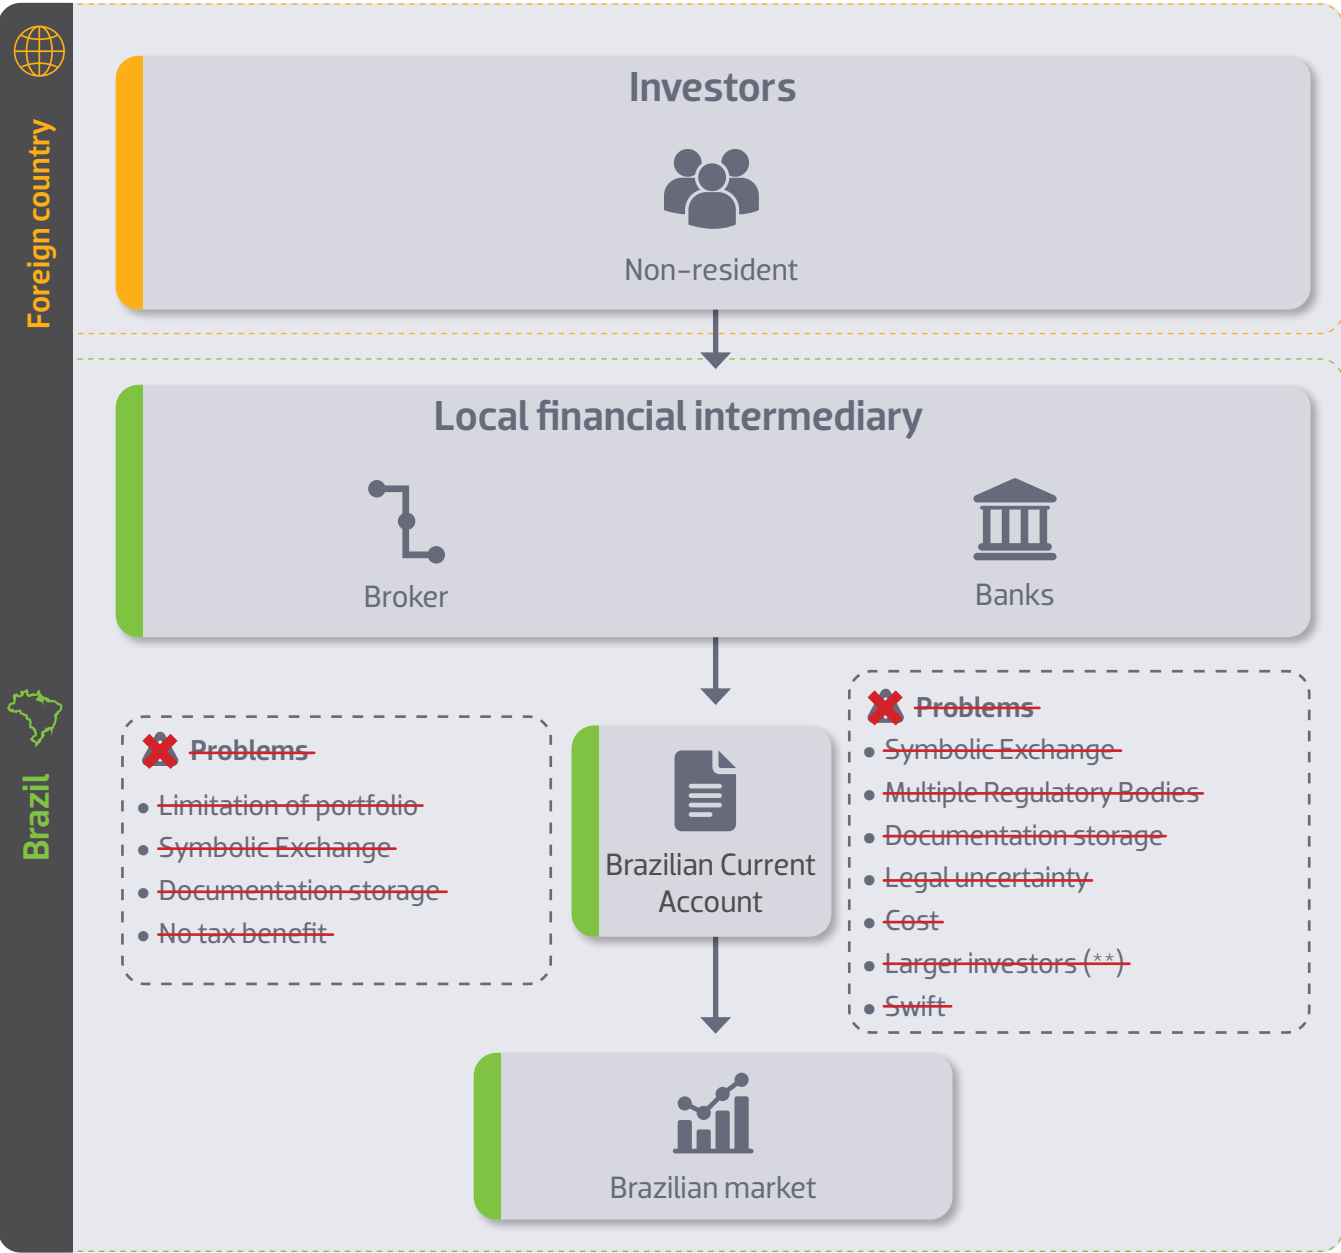 Foreign country
Investors
Non-resident
Local financial intermediary
Broker
Banks
Brazil
Problems
Limitation of portfolio
Symbolic Exchange
Documentation storage
No tax benefit
Brazilian Current
Account
Problems
Symbolic Exchange
Multiple Regulatory Bodies
Documentation storage
Legal uncertainty
Cost
Larger investors (**)
Swift
Brazilian market